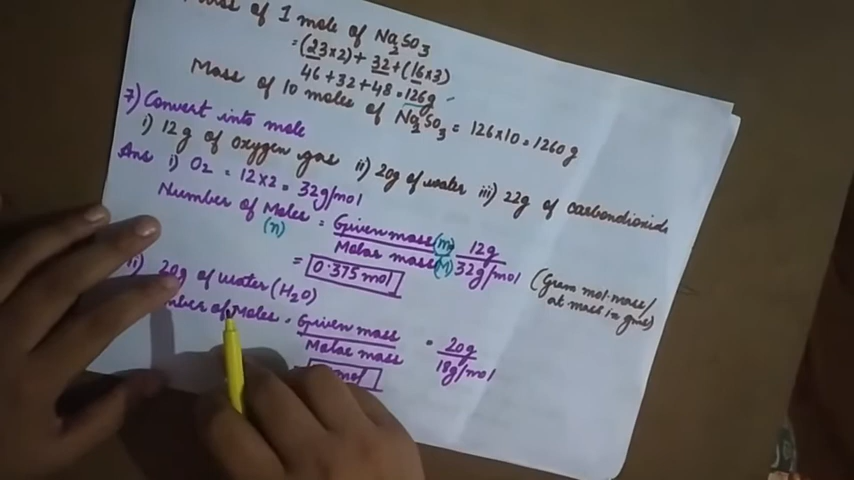 of 1 mole of Na2SO3
= (23×2) + 32 + (16×3)
46 + 32 + 48 = 126g
Mass of 10 moles of Na2SO3 = 126×10 = 1260g
7) Convert into mole
i) 12g of oxygen gas ii) 20g of water iii) 22g of carbondioxide
Ans i) O2 = 12×2 = 32g/mol
Number of Moles (n) = Given mass (m) / Molar mass (M) 12g / 32g/mol
= 0.375 mol (Gram mol. mass/ at mass in gms)
ii) 20g of water (H2O)
of Moles = Given mass / Molar mass = 20g / 18g/mol
mol